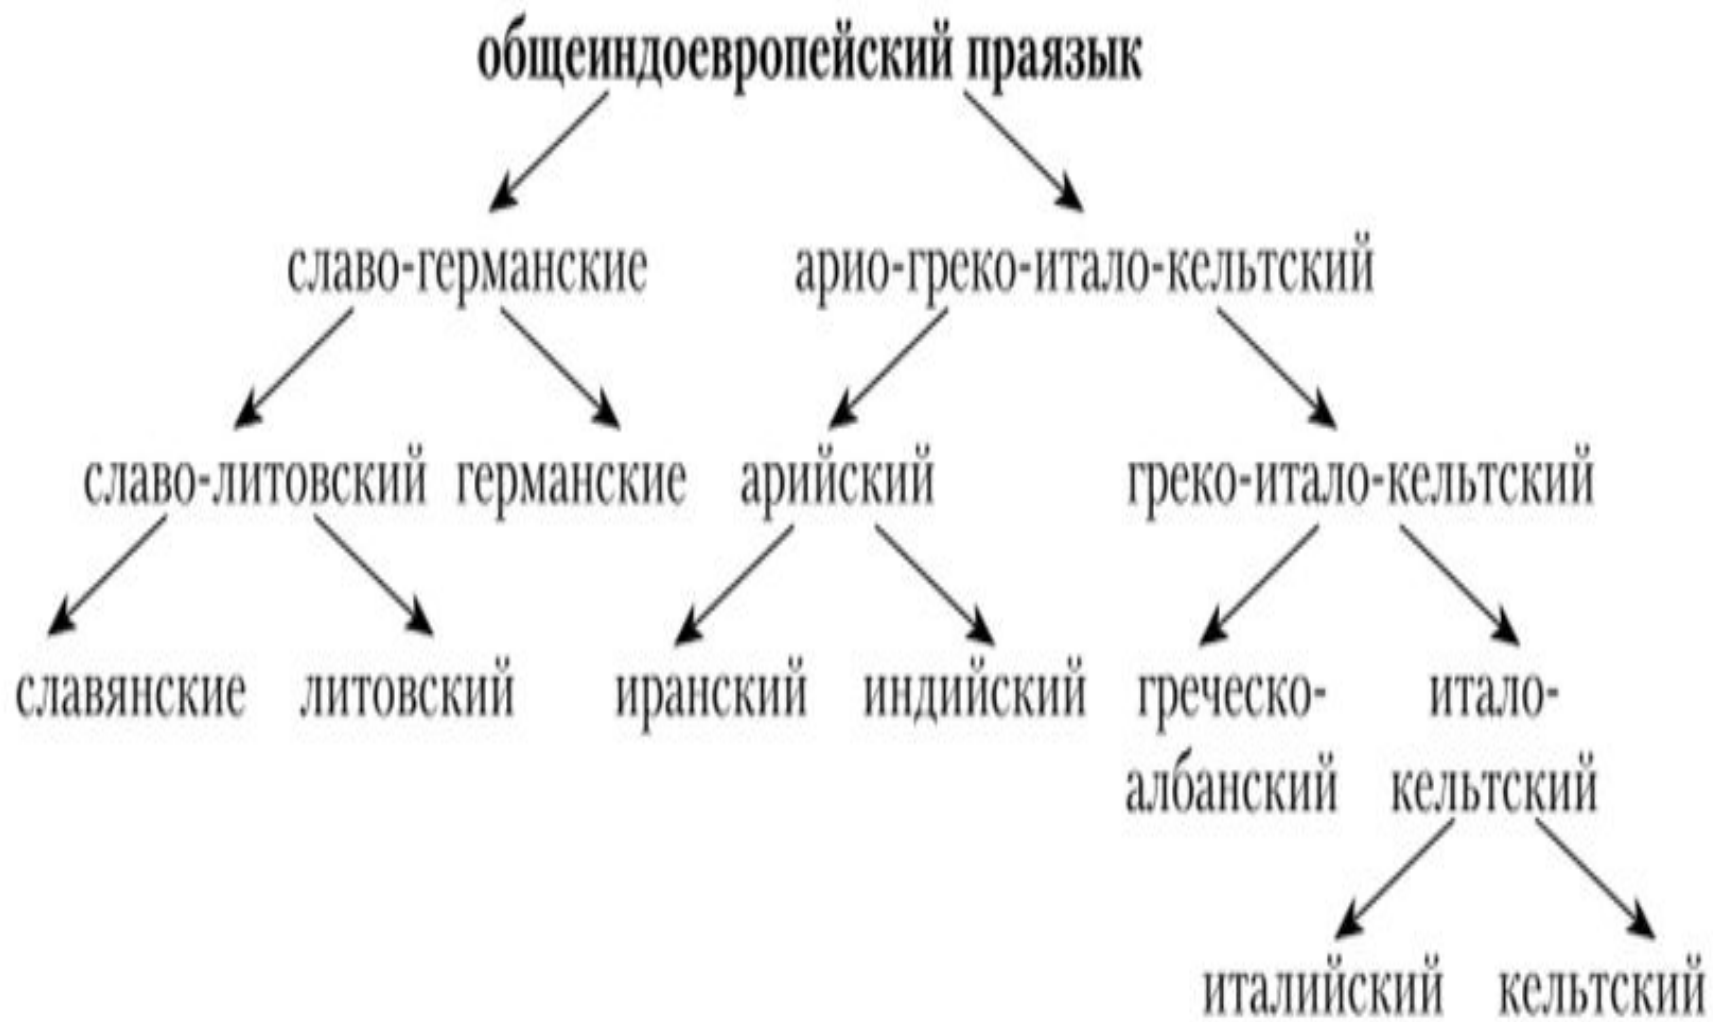 общеиндоевропейский праязык
славо-германские арио-греко-итало-кельтский
славо-литовский германские арийский греко-итало-кельтский
славянские литовский иранский индийский греческо- итало-
албанский кельтский
италийский кельтский